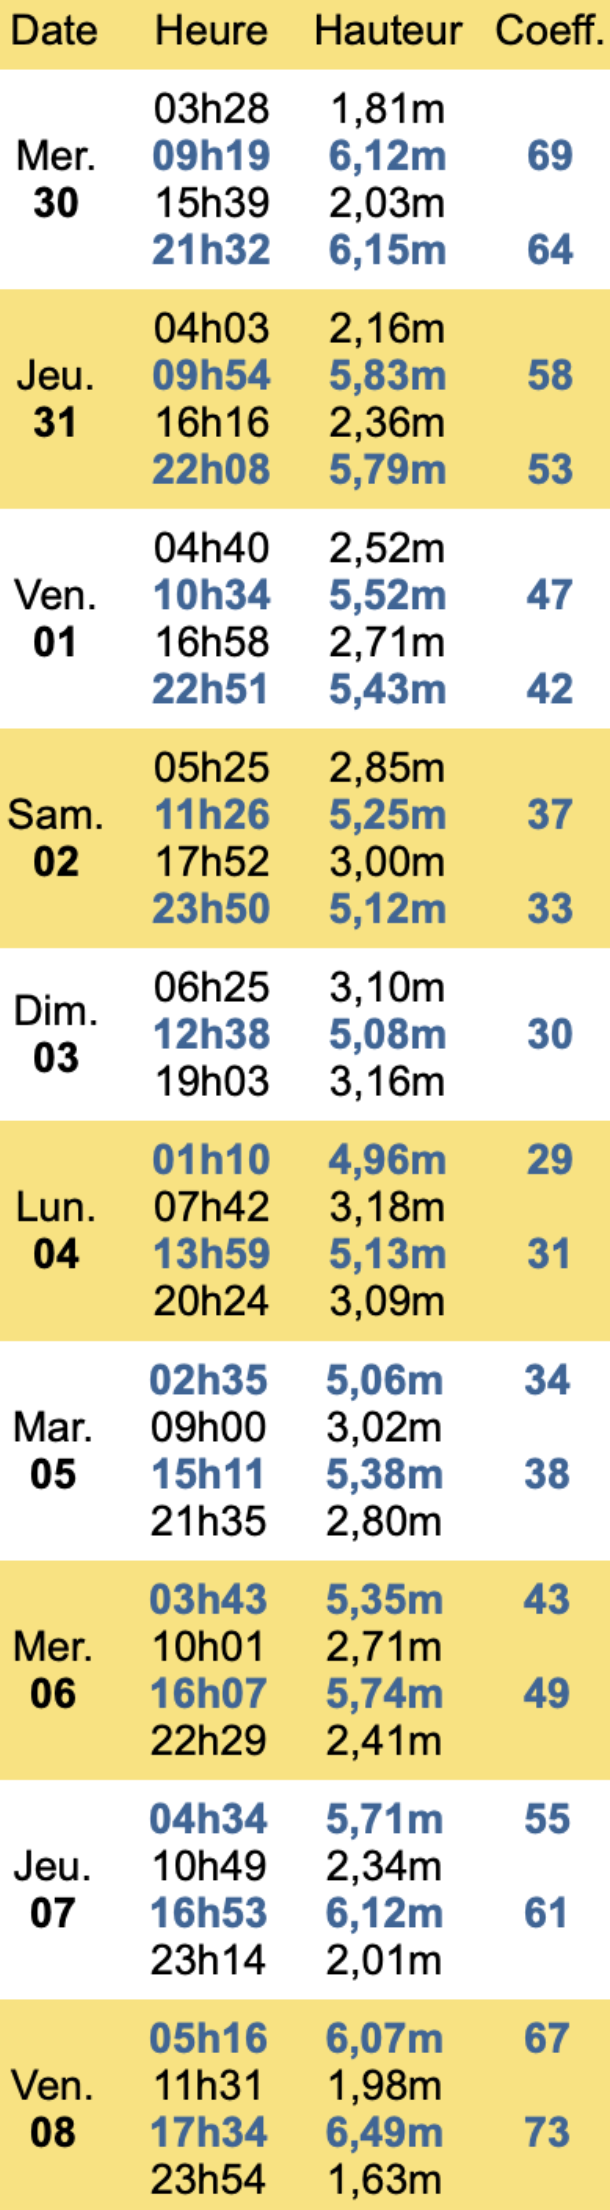 Date Heure Hauteur Coeff.
03h28 1,81m
Mer. 09h19 6,12m 69
30 15h39 2,03m
21h32 6,15m 64
04h03 2,16m
Jeu. 09h54 5,83m 58
31 16h16 2,36m
22h08 5,79m 53
04h40 2,52m
Ven. 10h34 5,52m 47
01 16h58 2,71m
22h51 5,43m 42
05h25 2,85m
Sam. 11h26 5,25m 37
02 17h52 3,00m
23h50 5,12m 33
06h25 3,10m
Dim. 12h38 5,08m 30
03 19h03 3,16m
01h10 4,96m 29
Lun. 07h42 3,18m
04 13h59 5,13m 31
20h24 3,09m
02h35 5,06m 34
Mar. 09h00 3,02m
05 15h11 5,38m 38
21h35 2,80m
03h43 5,35m 43
Mer. 10h01 2,71m
06 16h07 5,74m 49
22h29 2,41m
04h34 5,71m 55
Jeu. 10h49 2,34m
07 16h53 6,12m 61
23h14 2,01m
05h16 6,07m 67
Ven. 11h31 1,98m
08 17h34 6,49m 73
23h54 1,63m